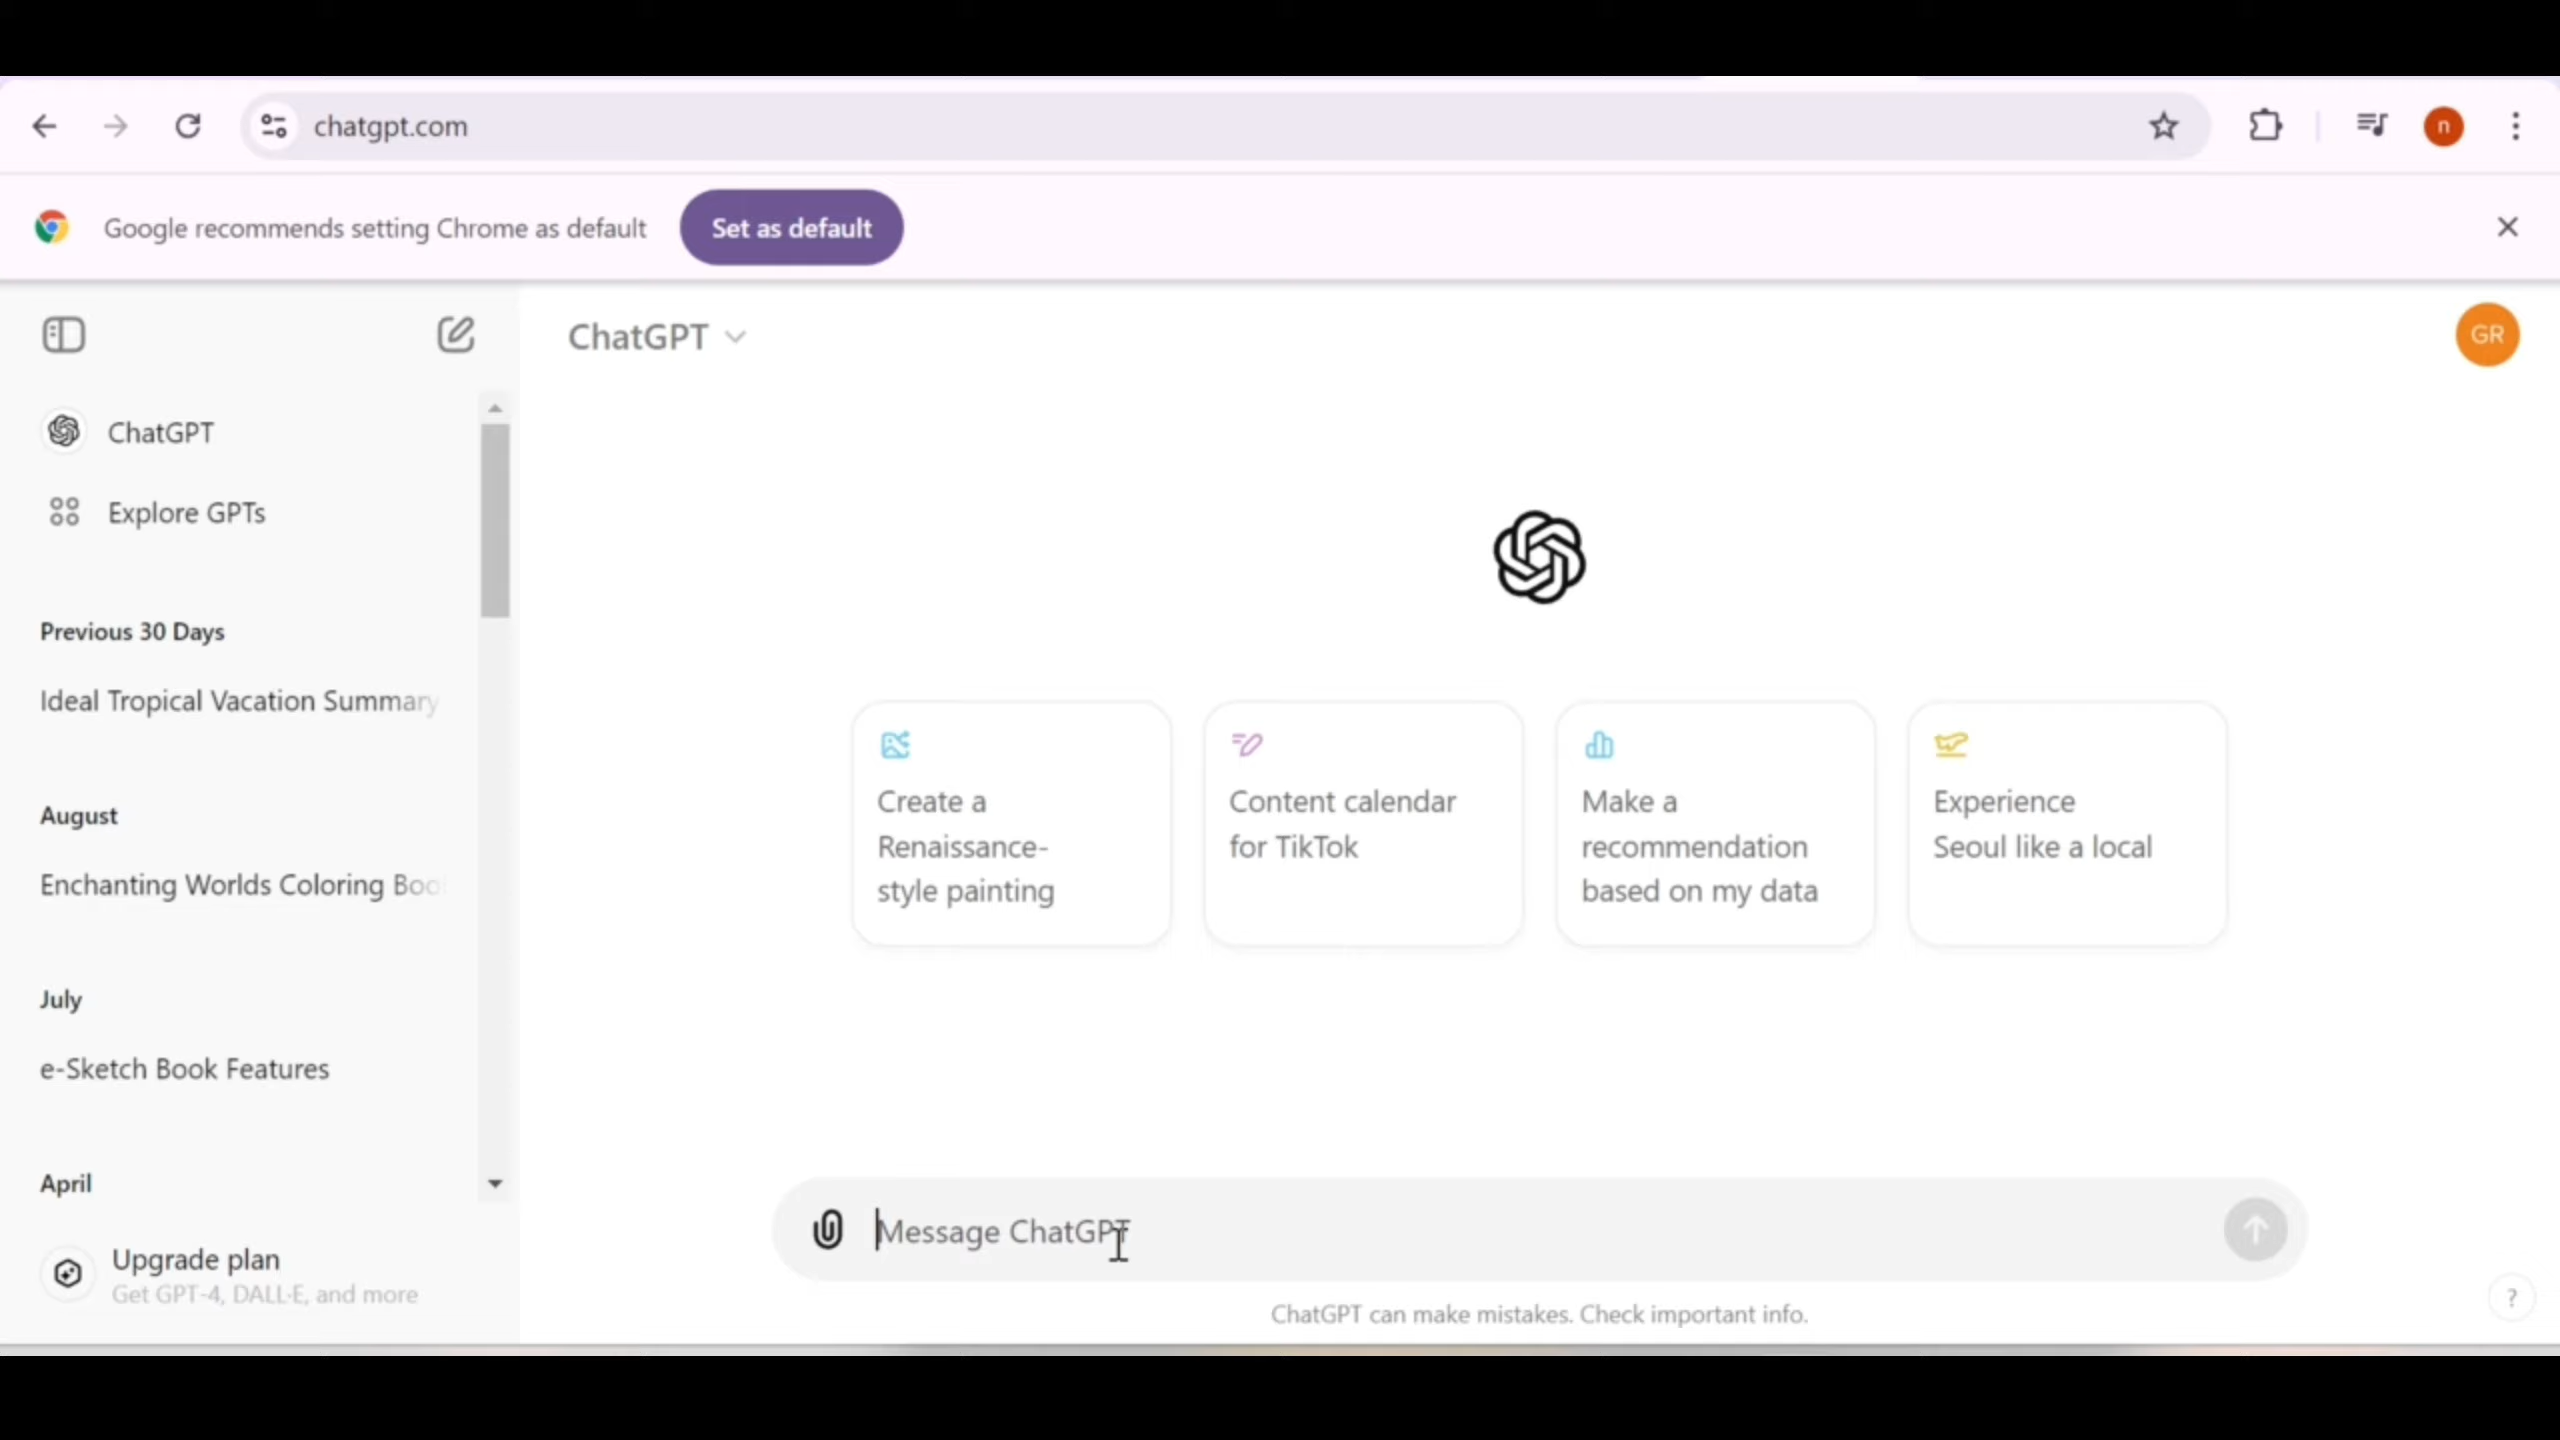 chatgpt.com
n
Google recommends setting Chrome as default
Set as default
ChatGPT
GR
ChatGPT
Explore GPTs
Previous 30 Days
Ideal Tropical Vacation Summary
August
Enchanting Worlds Coloring Boo
July
e-Sketch Book Features
April
Upgrade plan
Get GPT-4, DALL·E, and more
Create a
Renaissance-
style painting
Content calendar
for TikTok
Make a
recommendation
based on my data
Experience
Seoul like a local
Message ChatGPT
ChatGPT can make mistakes. Check important info.
?